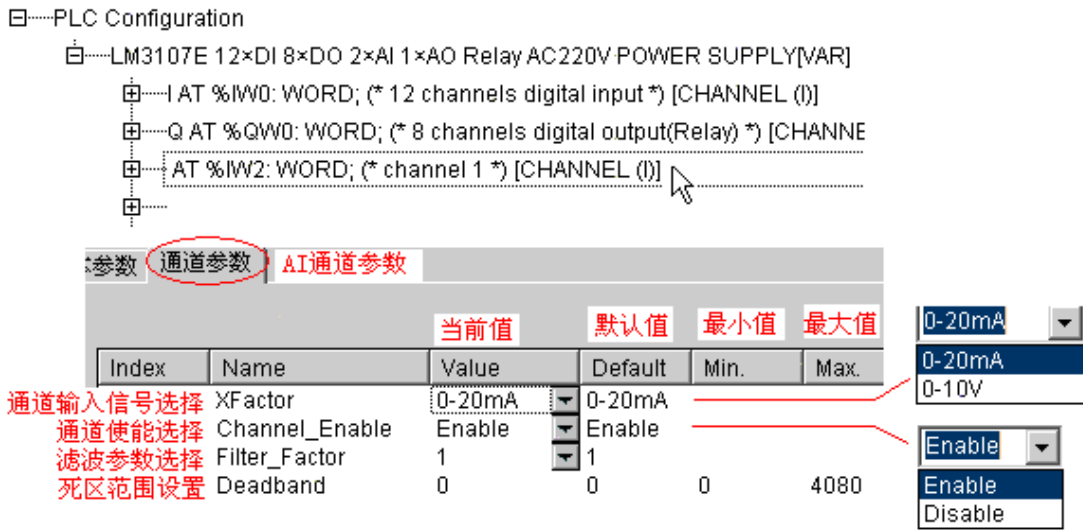 PLC Configuration
LM3107E 12×DI 8×DO 2×AI 1×AO Relay AC220V POWER SUPPLY[VAR]
I AT %IW0: WORD; (* 12 channels digital input *) [CHANNEL (I)]
Q AT %QW0: WORD; (* 8 channels digital output(Relay) *) [CHANNE
AT %IW2: WORD; (* channel 1 *) [CHANNEL (I)]
参数 通道参数 AI通道参数
当前值 默认值 最小值 最大值
Index Name Value Default Min. Max.
通道输入信号选择 XFactor 0-20mA 0-20mA
通道使能选择 Channel_Enable Enable Enable
滤波参数选择 Filter_Factor 1 1
死区范围设置 Deadband 0 0 0 4080
0-20mA
0-20mA
0-10V
Enable
Enable
Disable